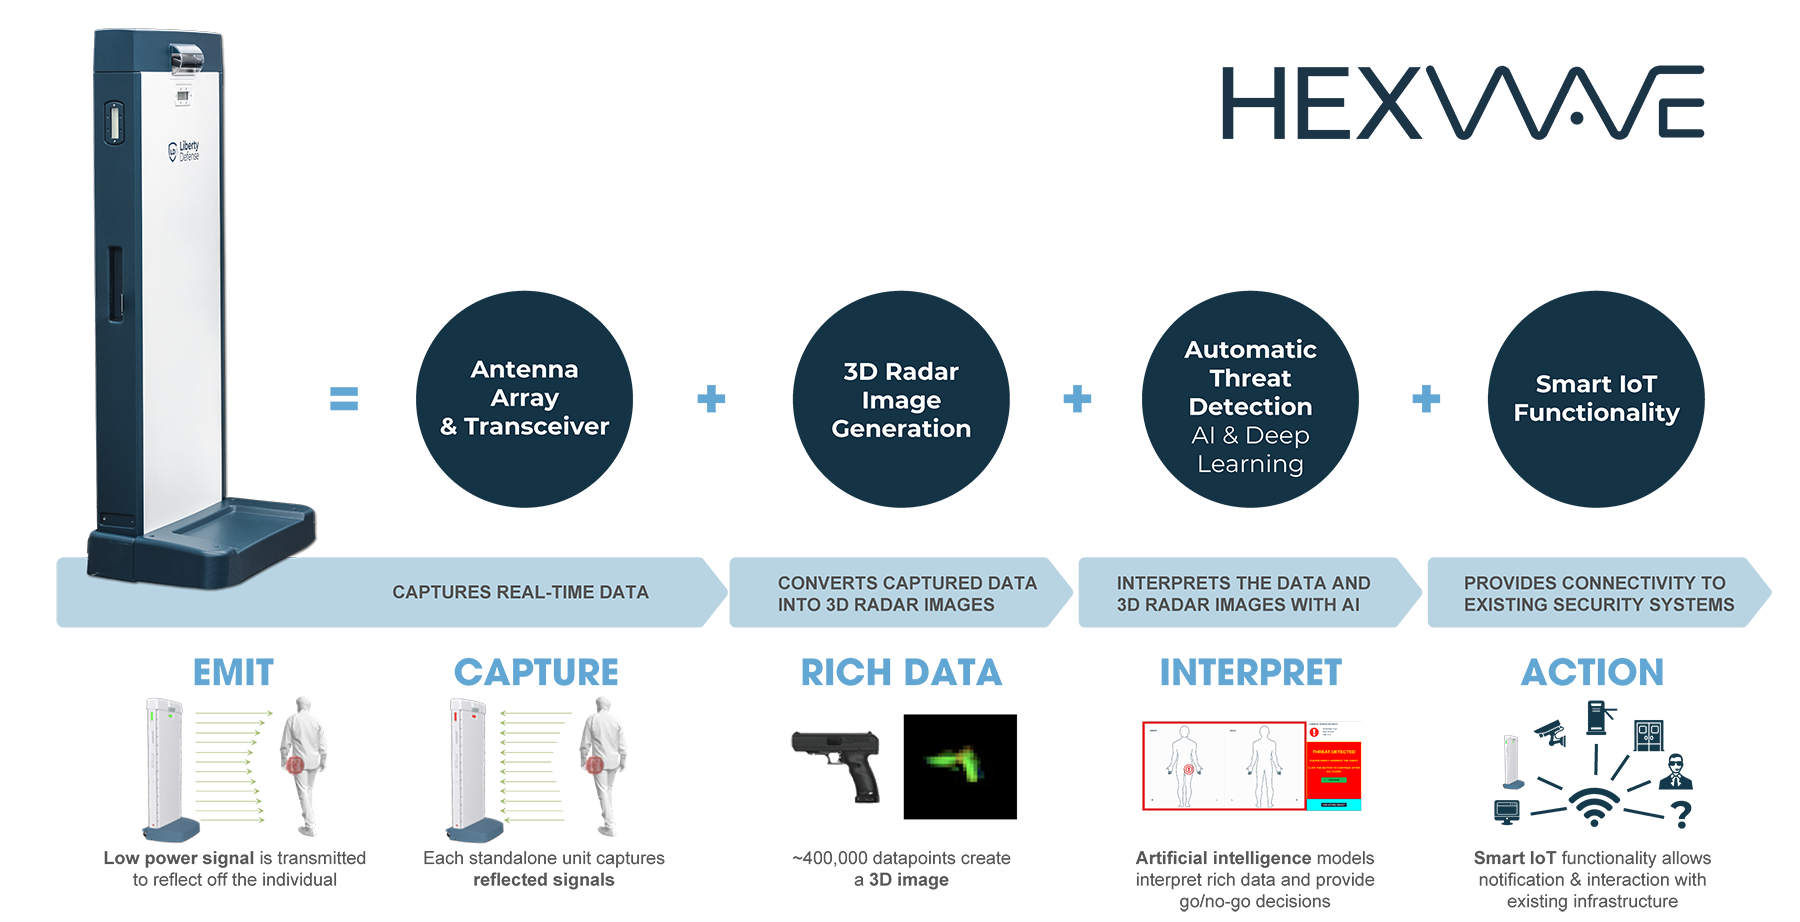 HEXWAVE
Liberty
Defense
Antenna
Array
& Transceiver
3D Radar
Image
Generation
Automatic
Threat
Detection
AI & Deep
Learning
Smart IoT
Functionality
CAPTURES REAL-TIME DATA
CONVERTS CAPTURED DATA
INTO 3D RADAR IMAGES
INTERPRETS THE DATA AND
3D RADAR IMAGES WITH AI
PROVIDES CONNECTIVITY TO
EXISTING SECURITY SYSTEMS
EMIT
CAPTURE
RICH DATA
INTERPRET
ACTION
THREAT DETECTED
Low power signal is transmitted
to reflect off the individual
Each standalone unit captures
reflected signals
~400,000 datapoints create
a 3D image
Artificial intelligence models
interpret rich data and provide
go/no-go decisions
Smart IoT functionality allows
notification & interaction with
existing infrastructure